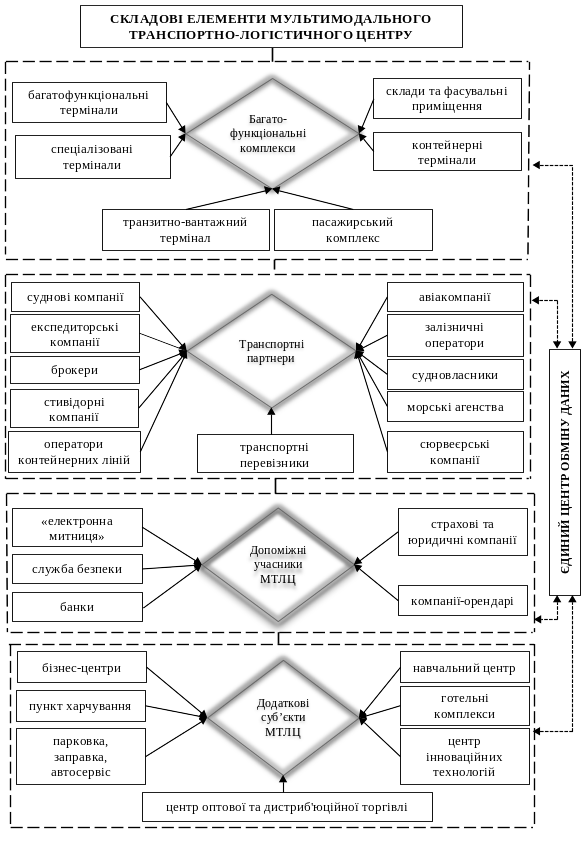 СКЛАДОВІ ЕЛЕМЕНТИ МУЛЬТИМОДАЛЬНОГО
ТРАНСПОРТНО-ЛОГІСТИЧНОГО ЦЕНТРУ
багатофункціональні
термінали
спеціалізовані
термінали
Багато-
функціональні
комплекси
склади та фасувальні
приміщення
контейнерні
термінали
транзитно-вантажний
термінал
пасажирський
комплекс
суднові компанії
експедиторські
компанії
брокери
стивідорні
компанії
оператори
контейнерних ліній
Транспортні
партнери
авіакомпанії
залізничні
оператори
судновласники
морські агенства
сюрвеєрські
компанії
транспортні
перевізники
ЄДИНИЙ ЦЕНТР ОБМІНУ ДАНИХ
«електронна
митниця»
служба безпеки
банки
Допоміжні
учасники
МТЛЦ
страхові та
юридичні компанії
компанії-орендарі
бізнес-центри
пункт харчування
парковка,
заправка,
автосервіс
Додаткові
суб’єкти
МТЛЦ
навчальний центр
готельні
комплекси
центр
інноваційних
технологій
центр оптової та дистриб'юційної торгівлі